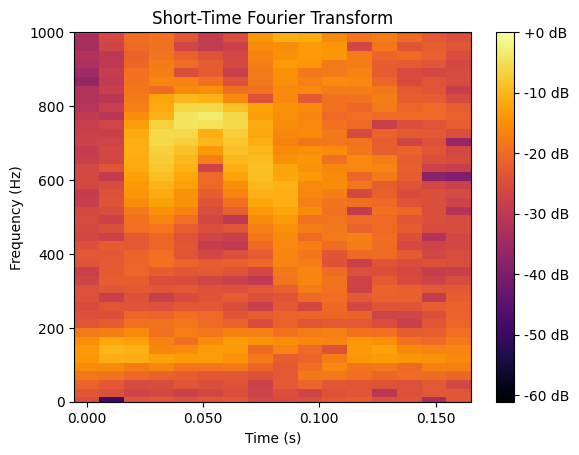 Short-Time Fourier Transform
1000
800
600
400
200
0
Frequency (Hz)
0.000
0.050
0.100
0.150
Time (s)
+0 dB
-10 dB
-20 dB
-30 dB
-40 dB
-50 dB
-60 dB